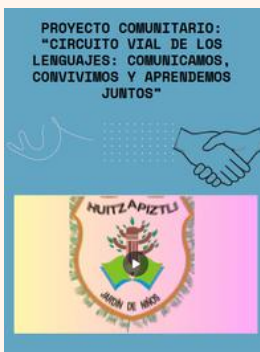 PROYECTO COMUNITARIO:
"CIRCUITO VIAL DE LOS
LENGUAJES: COMUNICAMOS,
CONVIVIMOS Y APRENDEMOS
JUNTOS"
HUITZAPIZTLI
JARDÍN DE NIÑOS